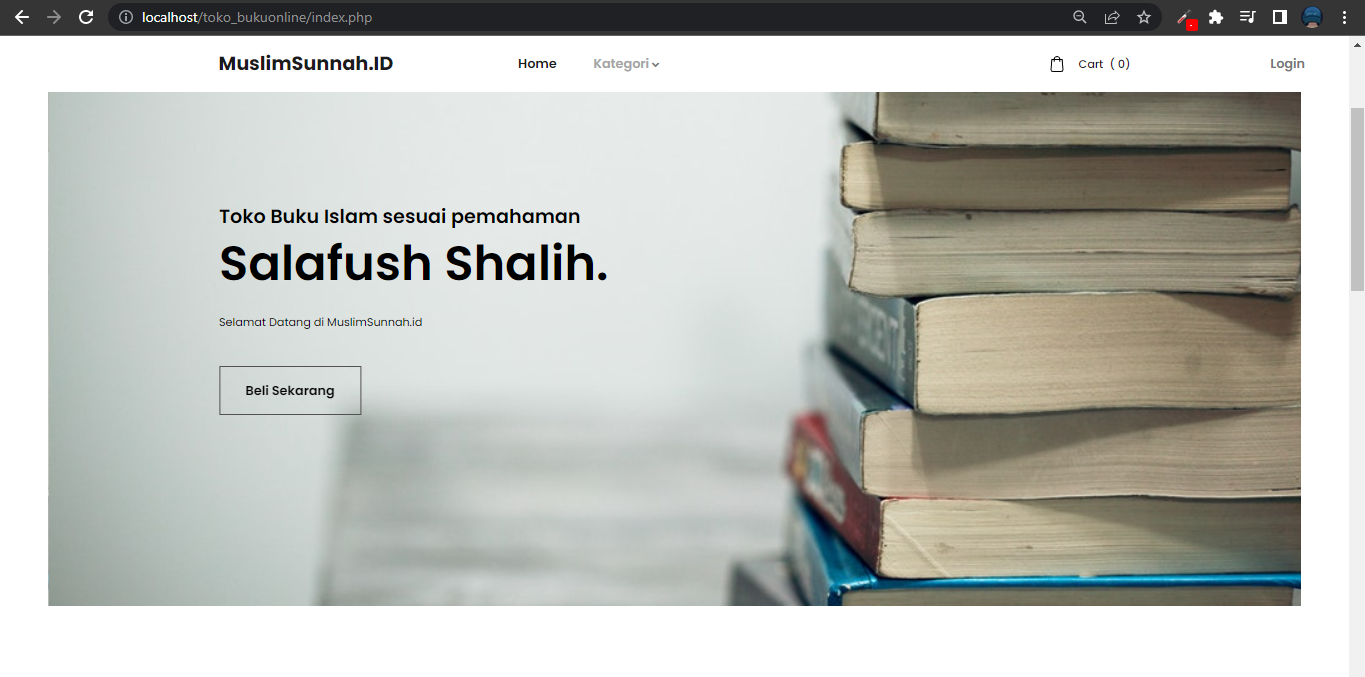 localhost/toko_bukuonline/index.php
MuslimSunnah.ID Home Kategori Cart ( 0) Login
Toko Buku Islam sesuai pemahaman
Salafush Shalih.
Selamat Datang di MuslimSunnah.id
Beli Sekarang